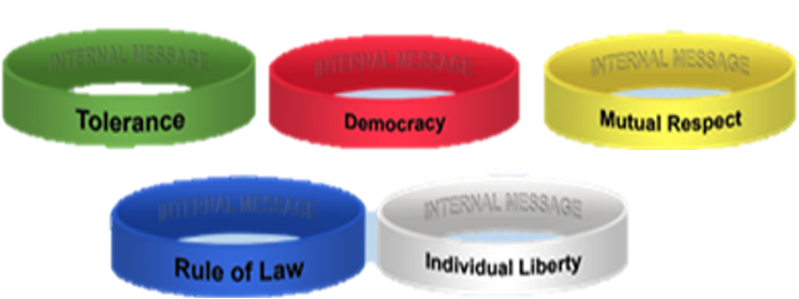 INTERNAL MESSAGE
Tolerance
INTERNAL MESSAGE
Democracy
INTERNAL MESSAGE
Mutual Respect
INTERNAL MESSAGE
Rule of Law
INTERNAL MESSAGE
Individual Liberty